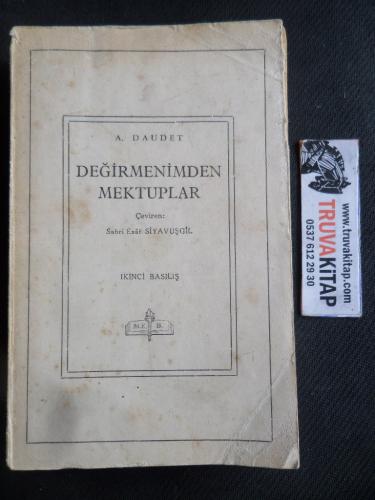 A. DAUDET
DEĞİRMENİMDEN
MEKTUPLAR
Çeviren:
Sabri Esat SİYAVUŞGİL
İKİNCİ BASILIŞ
M. E. B.
www.truvakitap.com
TRUVAKİTAP
0537 612 29 30